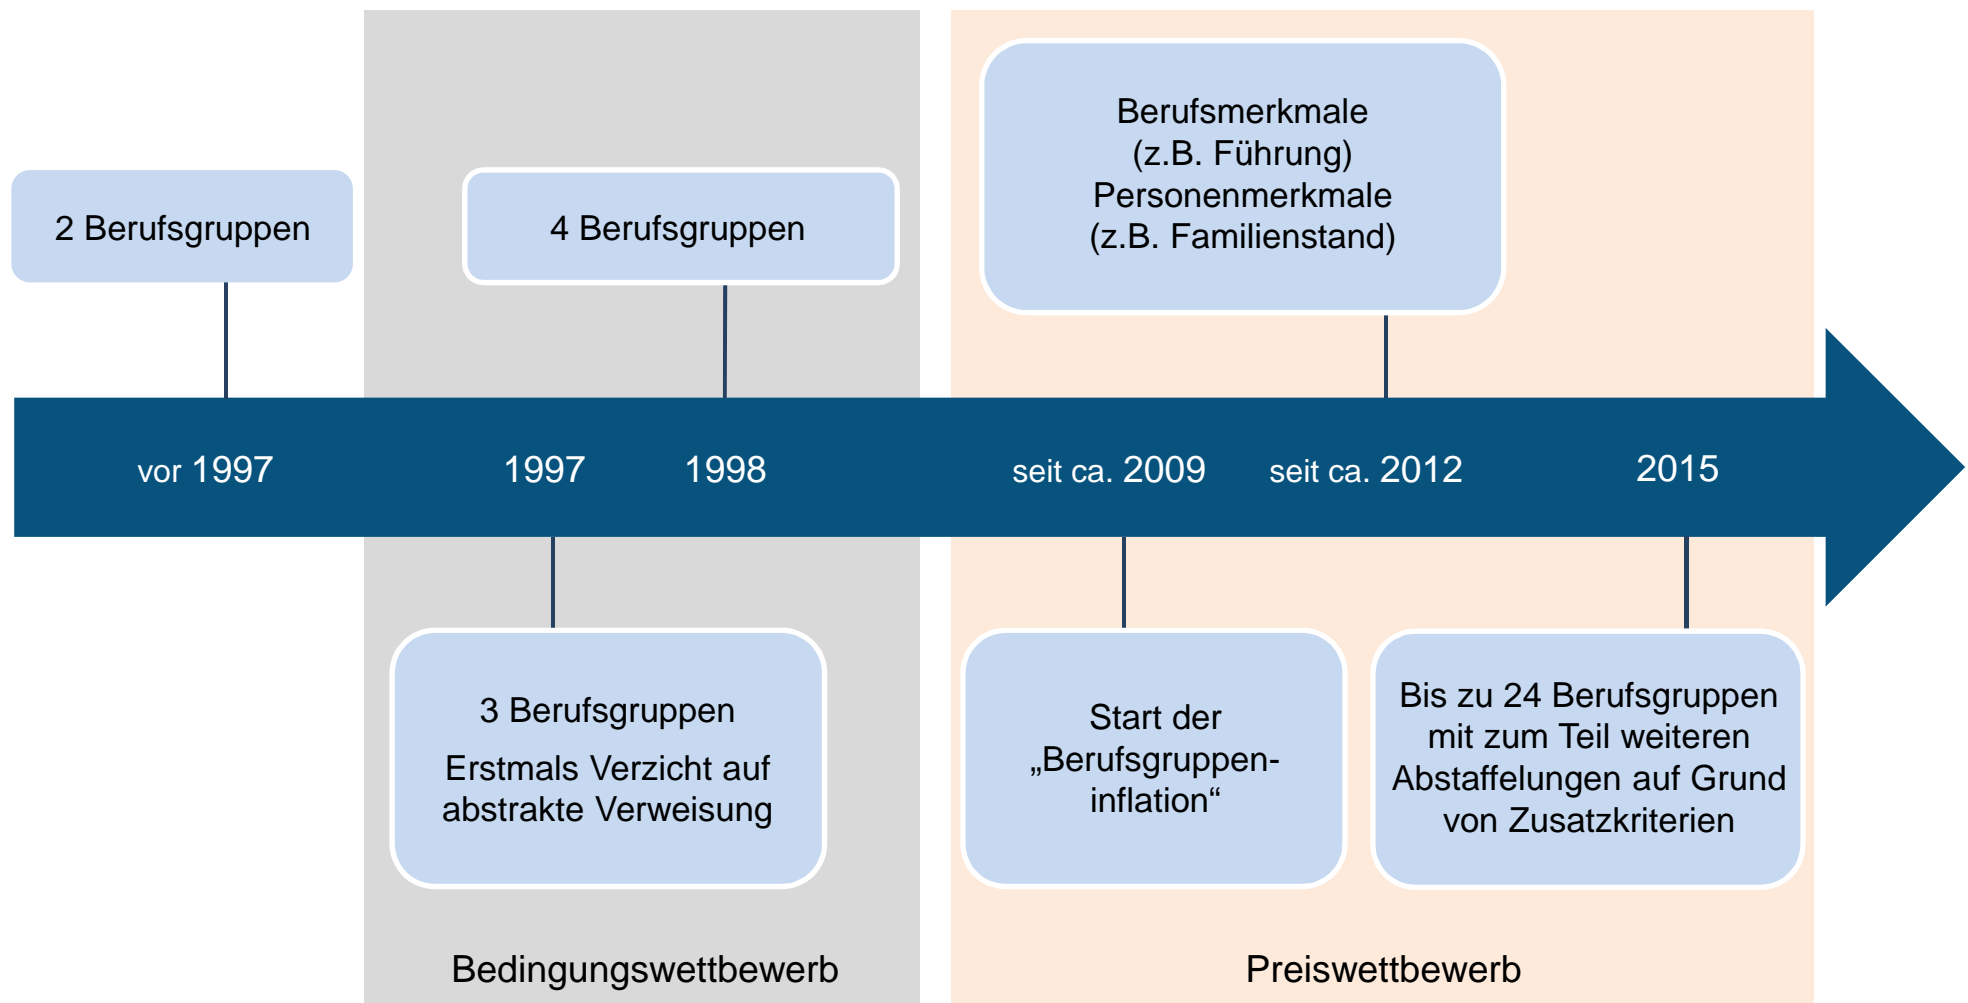 2 Berufsgruppen
4 Berufsgruppen
Berufsmerkmale
(z.B. Führung)
Personenmerkmale
(z.B. Familienstand)
vor 1997
1997
1998
seit ca. 2009
seit ca. 2012
2015
3 Berufsgruppen
Erstmals Verzicht auf
abstrakte Verweisung
Start der
„Berufsgruppen-
inflation“
Bis zu 24 Berufsgruppen
mit zum Teil weiteren
Abstaffelungen auf Grund
von Zusatzkriterien
Bedingungswettbewerb
Preiswettbewerb